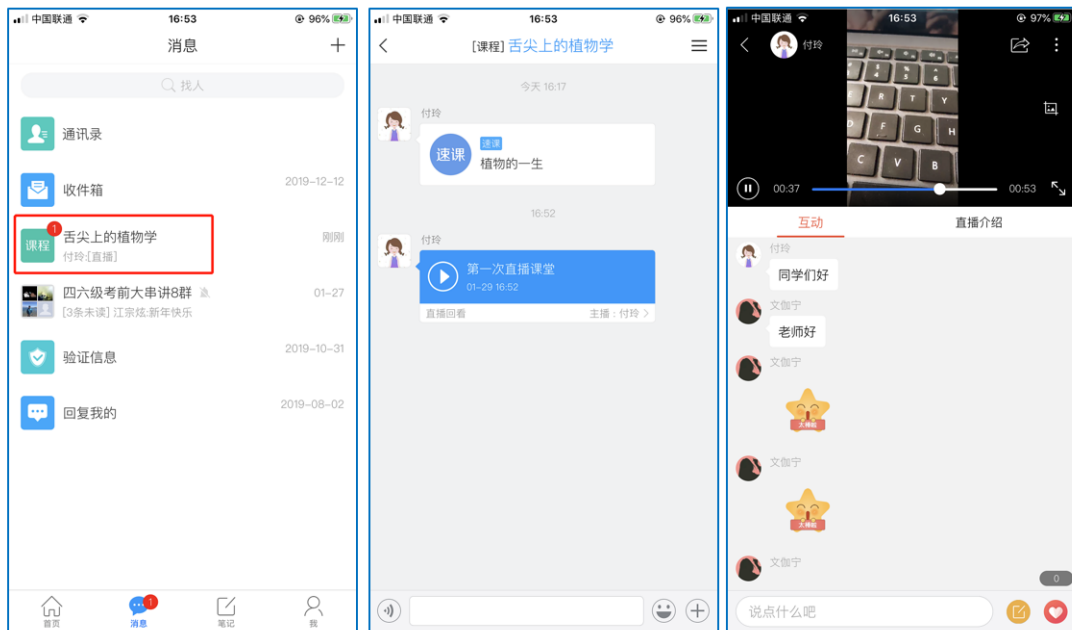 中国联通
16:53
96%
消息
找人
通讯录
收件箱
2019-12-12
课程
1
舌尖上的植物学
刚刚
付玲:[直播]
四六级考前大串讲8群
01-27
[3条未读] 江宗炫:新年快乐
验证信息
2019-10-31
回复我的
2019-08-02
1
首页
消息
笔记
我
中国联通
16:53
96%
[课程] 舌尖上的植物学
今天 16:17
付玲
速课
速课
植物的一生
16:52
付玲
第一次直播课堂
01-29 16:52
直播回看
主播：付玲
中国联通
16:53
97%
付玲
4
5
6
R
T
Y
D
F
G
H
C
V
B
00:37
00:53
互动
直播介绍
付玲
同学们好
文伽宁
老师好
文伽宁
太棒啦
文伽宁
太棒啦
文伽宁
0
说点什么吧